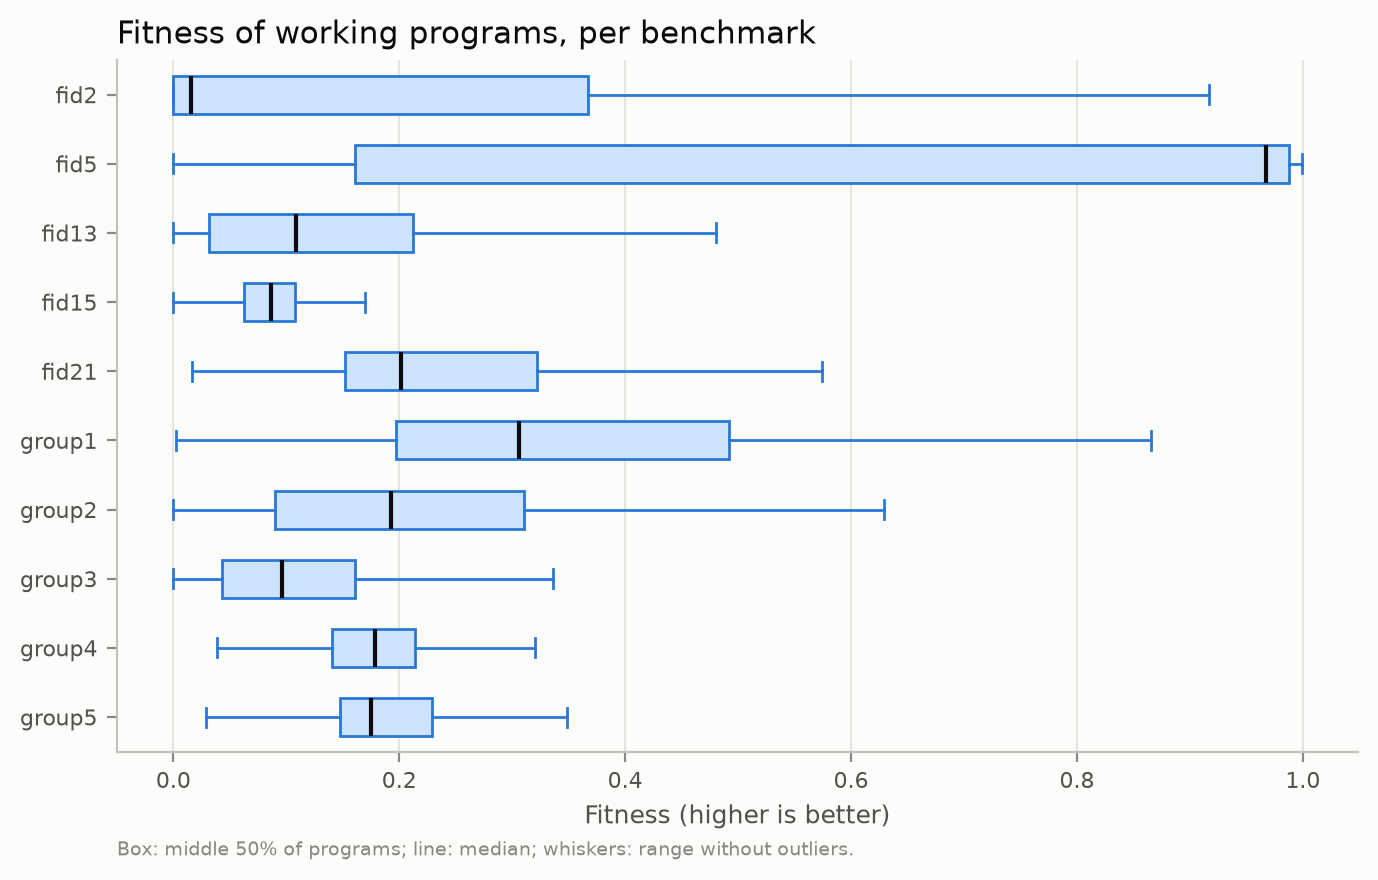 Fitness of working programs, per benchmark
fid2
fid5
fid13
fid15
fid21
group1
group2
group3
group4
group5
0.0 0.2 0.4 0.6 0.8 1.0
Fitness (higher is better)
Box: middle 50% of programs; line: median; whiskers: range without outliers.